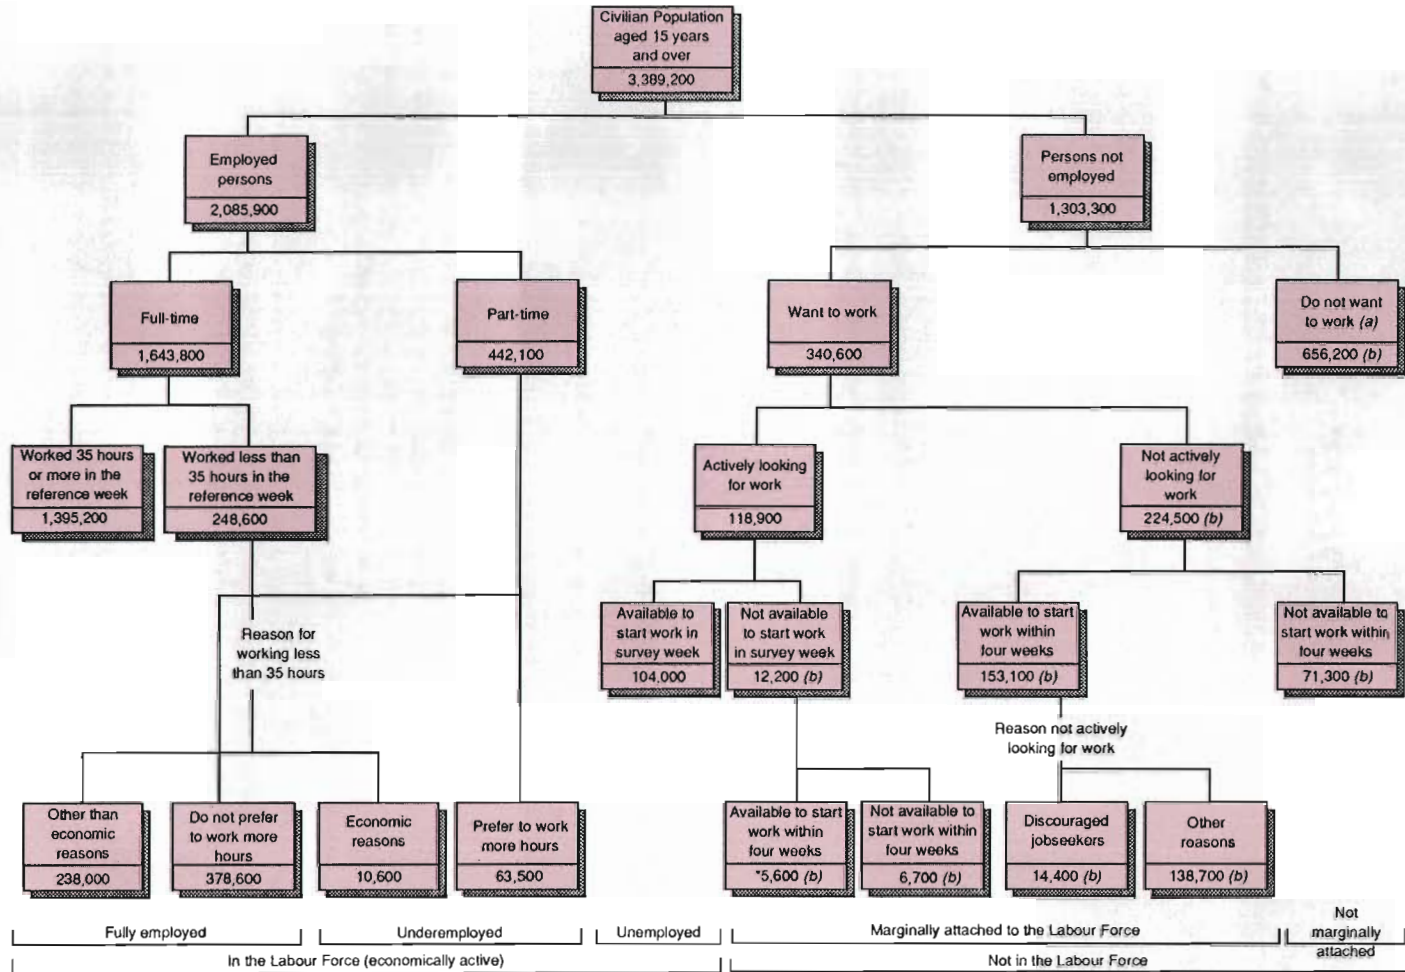 Civilian Population
aged 15 years
and over
3,389,200
Employed
persons
2,085,900
Persons not
employed
1,303,300
Full-time
1,643,800
Part-time
442,100
Want to work
340,600
Do not want
to work (a)
656,200 (b)
Worked 35 hours
or more in the
reference week
1,395,200
Worked less than
35 hours in the
reference week
248,600
Actively looking
for work
118,900
Not actively
looking for
work
224,500 (b)
Available to
start work in
survey week
104,000
Not available
to start work
in survey week
12,200 (b)
Available to start
work within
four weeks
153,100 (b)
Not available to
start work within
four weeks
71,300 (b)
Reason for
working less
than 35 hours
Reason not actively
looking for work
Other than
economic
reasons
238,000
Do not prefer
to work more
hours
378,600
Economic
reasons
10,600
Prefer to work
more hours
63,500
Available to start
work within
four weeks
*5,600 (b)
Not available to
start work within
four weeks
6,700 (b)
Discouraged
jobseekers
14,400 (b)
Other
reasons
138,700 (b)
Fully employed
Underemployed
Unemployed
Marginally attached to the Labour Force
Not
marginally
attached
In the Labour Force (economically active)
Not in the Labour Force